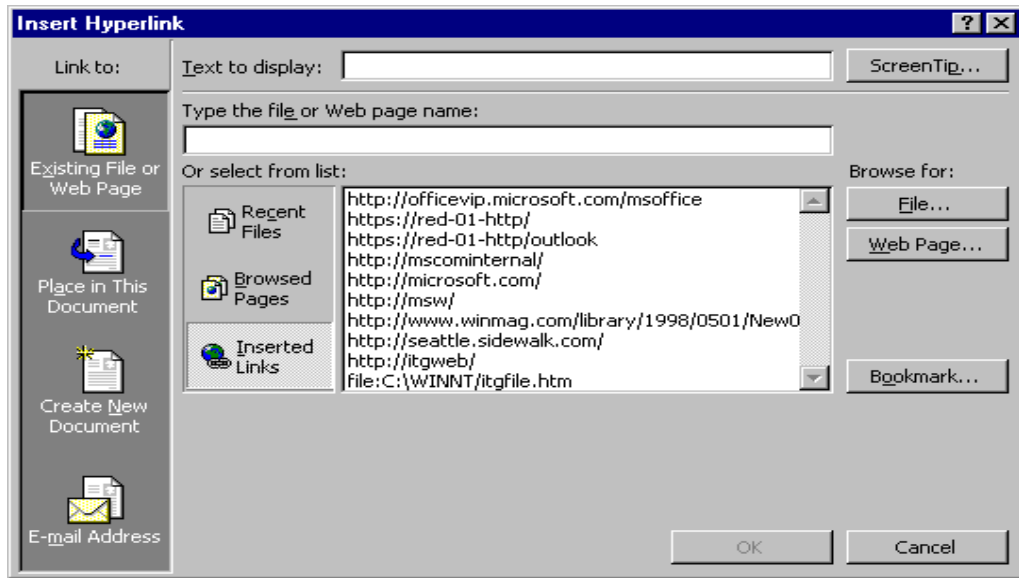 Insert Hyperlink
Link to:
Text to display:
ScreenTip...
Existing File or
Web Page
Place in This
Document
Create New
Document
E-mail Address
Type the file or Web page name:
Or select from list:
Recent
Files
Browsed
Pages
Inserted
Links
http://officevip.microsoft.com/msoffice
https://red-01-http/
https://red-01-http/outlook
http://mscominternal/
http://microsoft.com/
http://msw/
http://www.winmag.com/library/1998/0501/New0
http://seattle.sidewalk.com/
http://itgweb/
file:C:\WINNT/itgfile.htm
Browse for:
File...
Web Page...
Bookmark...
OK
Cancel